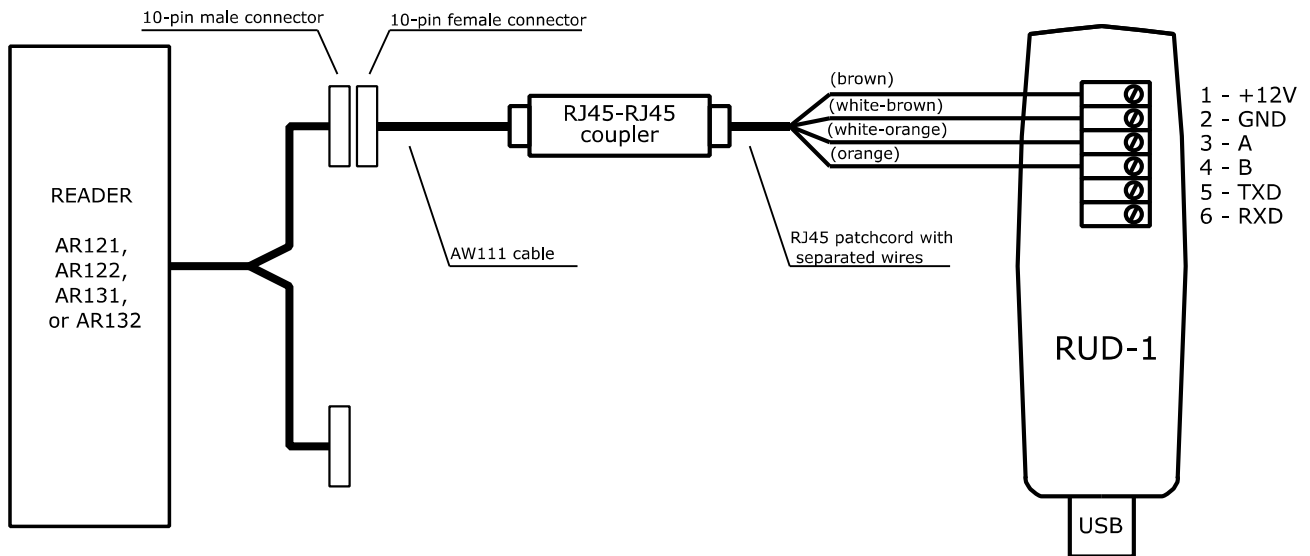 10-pin male connector
10-pin female connector
READER
AR121,
AR122,
AR131,
or AR132
AW111 cable
RJ45-RJ45
coupler
RJ45 patchcord with
separated wires
(brown)
(white-brown)
(white-orange)
(orange)
1 - +12V
2 - GND
3 - A
4 - B
5 - TXD
6 - RXD
RUD-1
USB